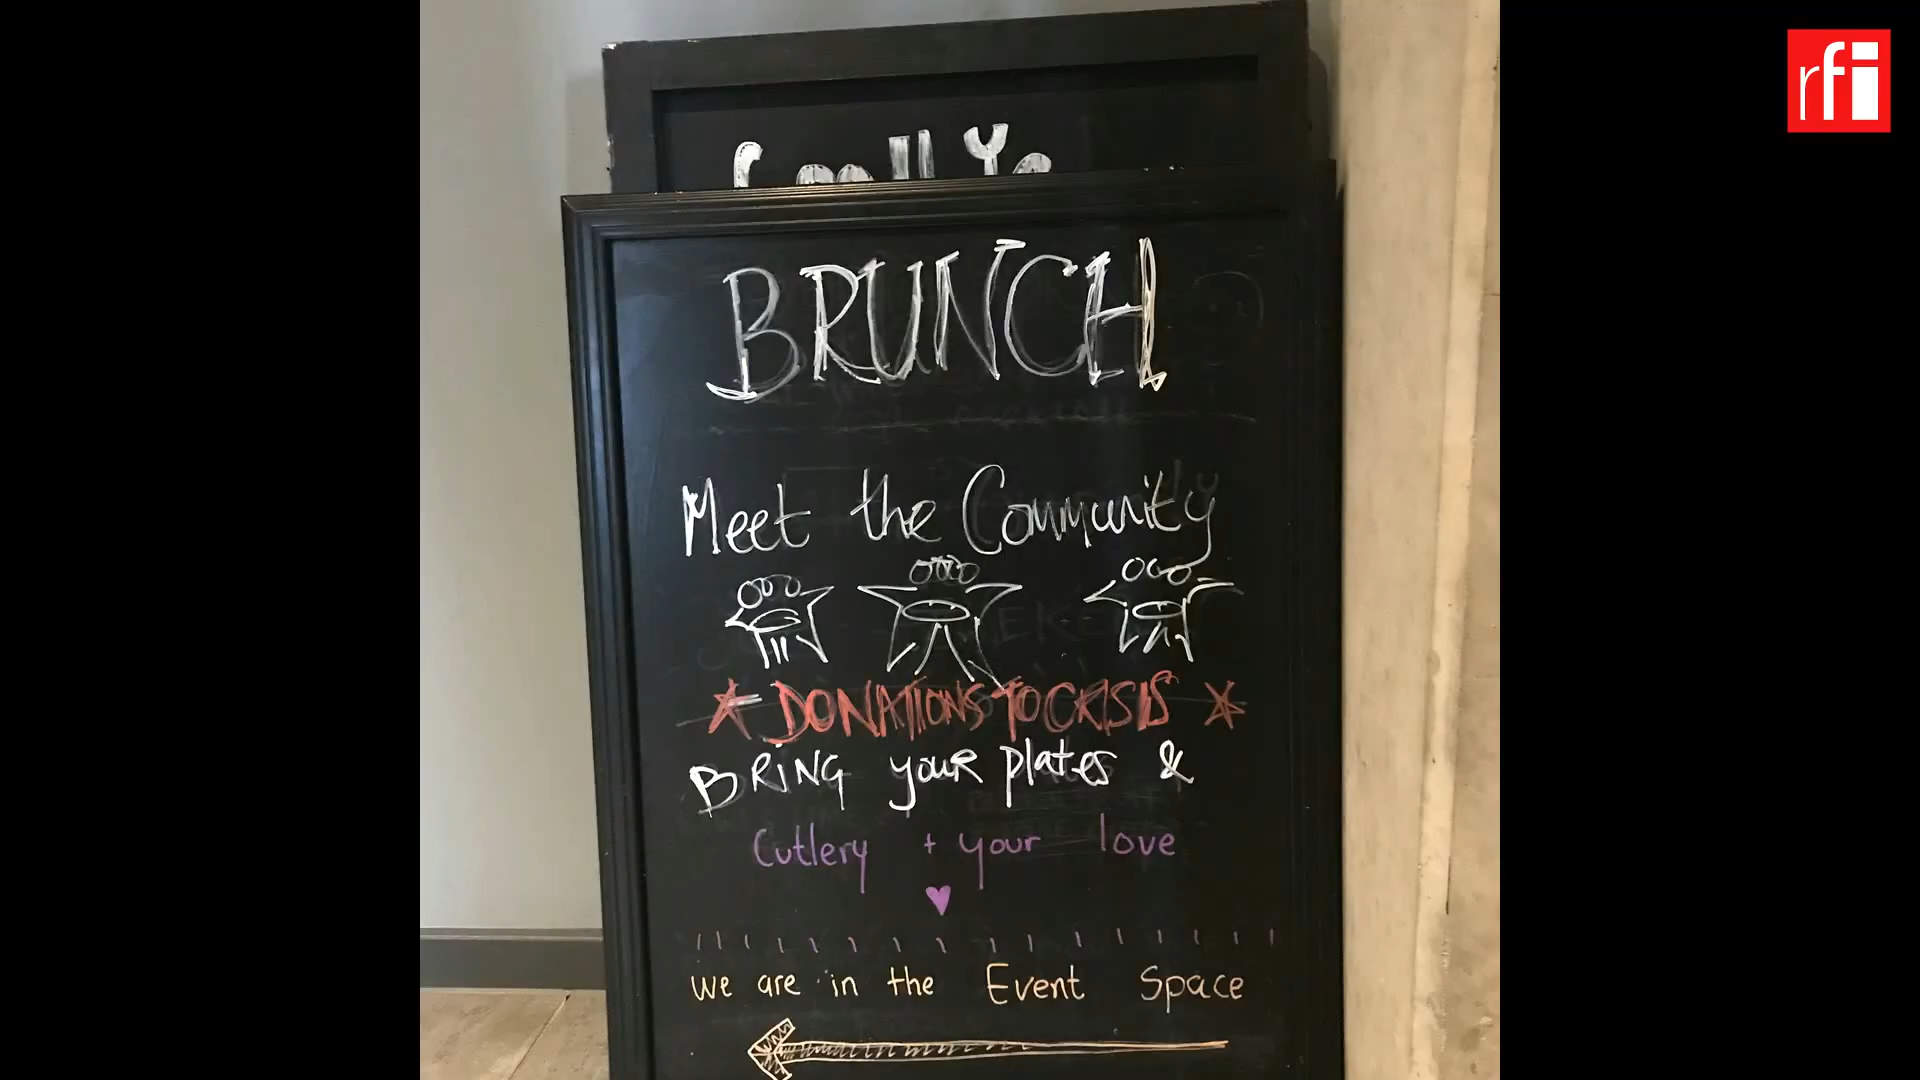 rfi
BRUNCH
Meet the Community
DONATIONS TO CRISIS
BRING your plates &
Cutlery + your love
we are in the Event Space